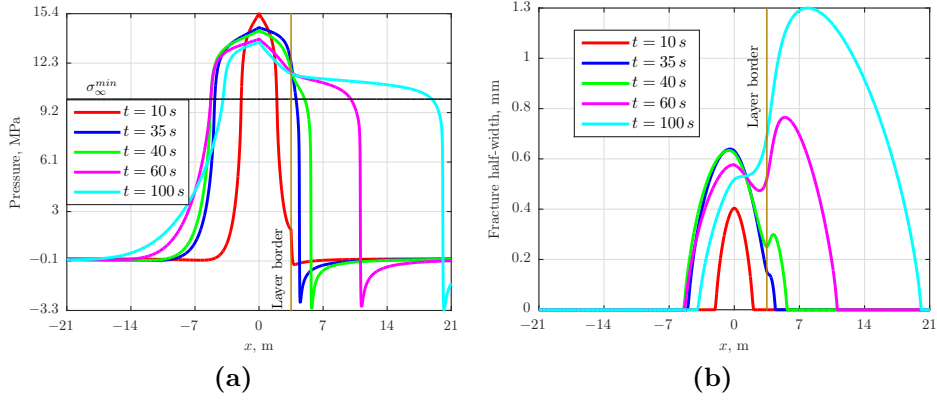 15.4
12.3
9.2
6.1
3
-0.1
-3.3
Pressure, MPa
σ∞^min
t = 10 s
t = 35 s
t = 40 s
t = 60 s
t = 100 s
Layer border
−21
−14
−7
0
7
14
21
x, m
(a)
1.3
1
0.8
0.6
0.4
0.2
0
Fracture half-width, mm
t = 10 s
t = 35 s
t = 40 s
t = 60 s
t = 100 s
Layer border
−21
−14
−7
0
7
14
21
x, m
(b)